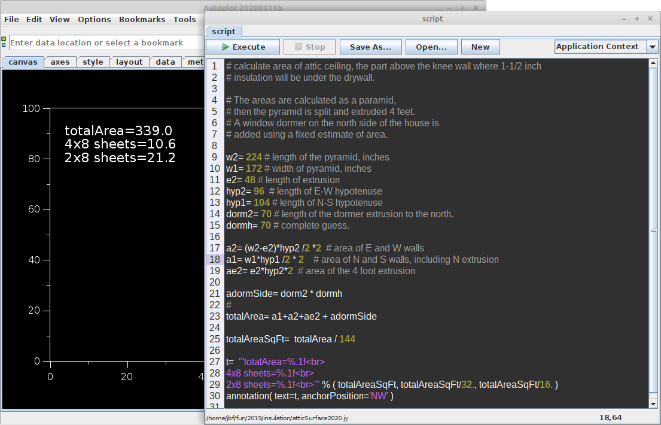 Autoplot 20200911b
File Edit View Options Bookmarks Tools
Enter data location or select a bookmark
canvas axes style layout data met
100
80
60
40
20
0
0 20 4
totalArea=339.0
4x8 sheets=10.6
2x8 sheets=21.2
script
script
Execute Stop Save As... Open... New Application Context
1 # calculate area of attic ceiling, the part above the knee wall where 1-1/2 inch
2 # insulation will be under the drywall.
3
4 # The areas are calculated as a paramid,
5 # then the pyramid is split and extruded 4 feet.
6 # A window dormer on the north side of the house is
7 # added using a fixed estimate of area.
8
9 w2= 224 # length of the pyramid, inches
10 w1= 172 # width of pyramid, inches
11 e2= 48 # length of extrusion
12 hyp2= 96 # length of E-W hypotenuse
13 hyp1= 104 # length of N-S hypotenuse
14 dorm2= 70 # length of the dormer extrusion to the north.
15 dormh= 70 # complete guess.
16
17 a2= (w2-e2)*hyp2 /2 *2 # area of E and W walls
18 a1= w1*hyp1 /2 * 2 # area of N and S walls, including N extrusion
19 ae2= e2*hyp2*2 # area of the 4 foot extrusion
20
21 adormSide= dorm2 * dormh
22 #
23 totalArea= a1+a2+ae2 + adormSide
24
25 totalAreaSqFt= totalArea / 144
26
27 t= '''totalArea=%.1f<br>
28 4x8 sheets=%.1f<br>
29 2x8 sheets=%.1f<br>''' % ( totalAreaSqFt, totalAreaSqFt/32., totalAreaSqFt/16. )
30 annotation( text=t, anchorPosition='NW' )
31
/home/jbf/fun/2019/insulation/atticSurface2020.jy 18,64